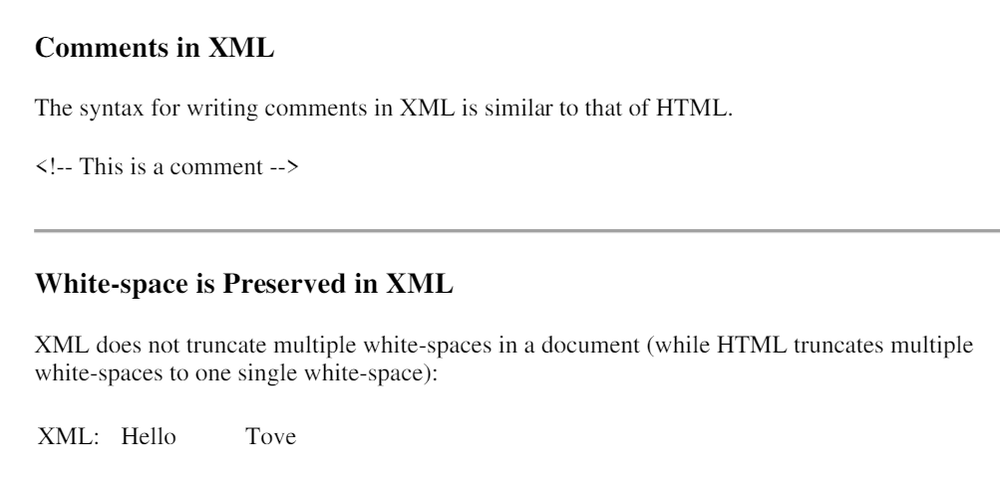 Comments in XML
The syntax for writing comments in XML is similar to that of HTML.
<!-- This is a comment -->
White-space is Preserved in XML
XML does not truncate multiple white-spaces in a document (while HTML truncates multiple
white-spaces to one single white-space):
XML: Hello Tove